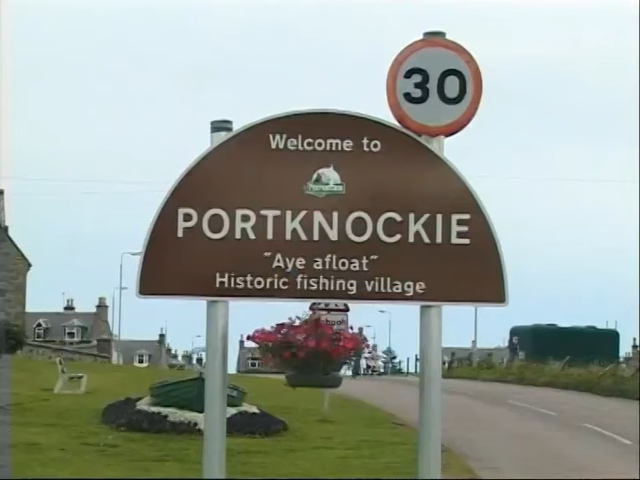 30
Welcome to
PORTKNOCKIE
"Aye afloat"
Historic fishing village